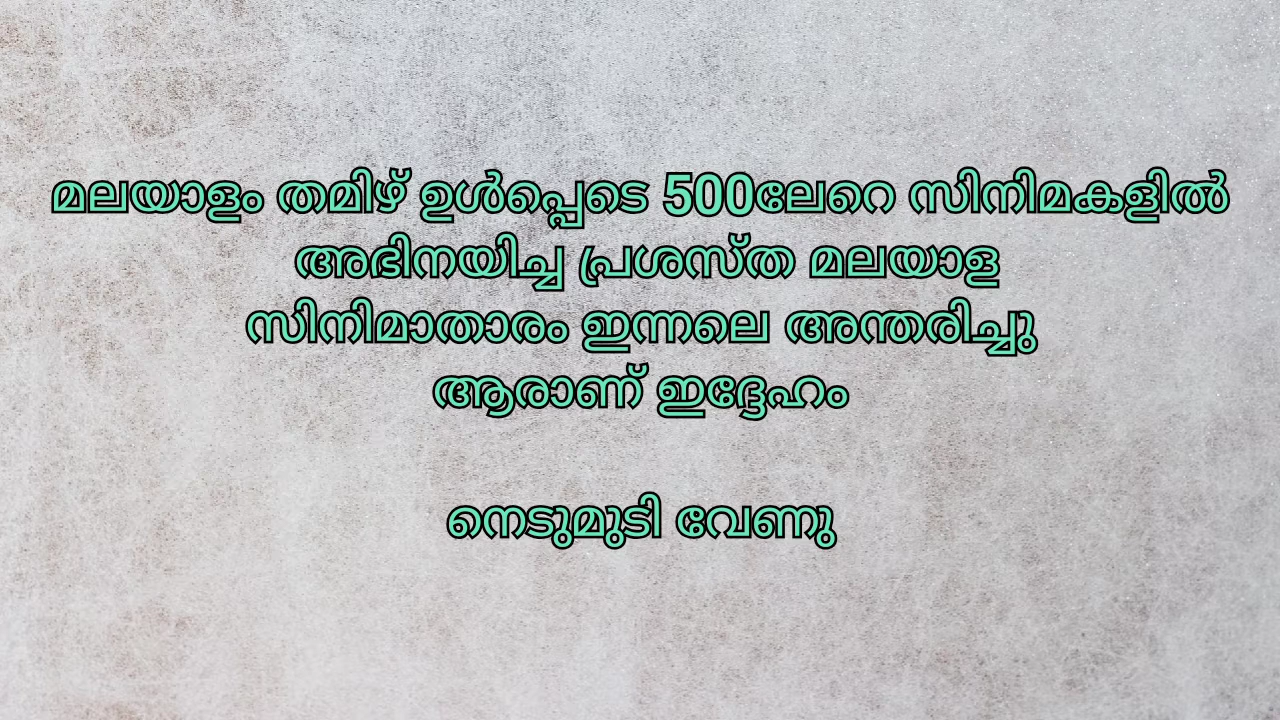 മലയാളം തമിഴ് ഉൾപ്പെടെ 500ലേറെ സിനിമകളിൽ
അഭിനയിച്ച പ്രശസ്ത മലയാള
സിനിമാതാരം ഇന്നലെ അന്തരിച്ചു
ആരാണ് ഇദ്ദേഹം
നെടുമുടി വേണു